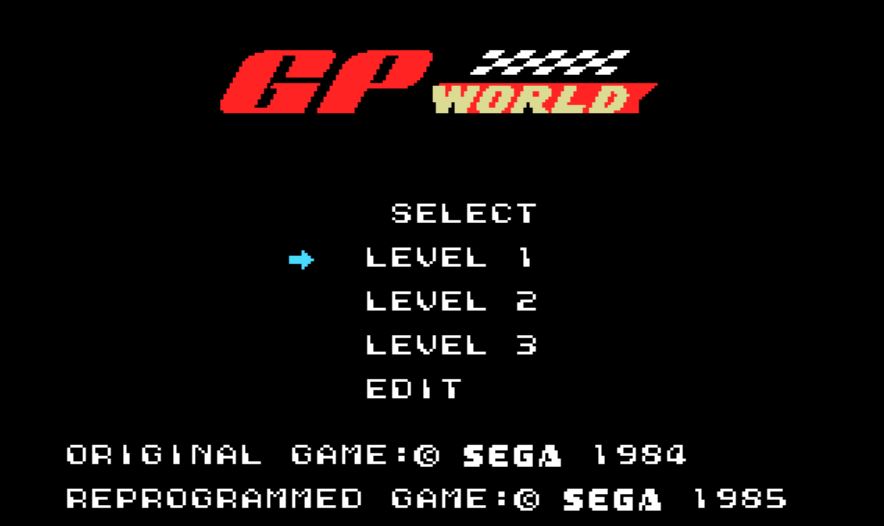 GP WORLD
SELECT
LEVEL 1
LEVEL 2
LEVEL 3
EDIT
ORIGINAL GAME:© SEGA 1984
REPROGRAMMED GAME:© SEGA 1985